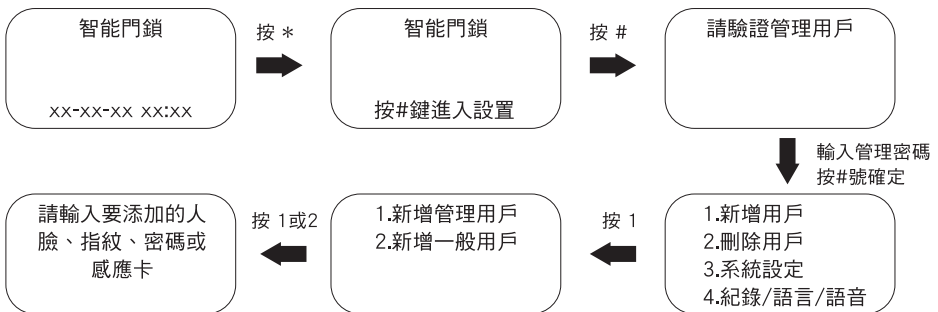 智能門鎖
xx-xx-xx xx:xx
按 *
智能門鎖
按#鍵進入設置
按 #
請驗證管理用戶
輸入管理密碼
按#號確定
1.新增用戶
2.刪除用戶
3.系統設定
4.紀錄/語言/語音
按 1
1.新增管理用戶
2.新增一般用戶
按 1或2
請輸入要添加的人
臉、指紋、密碼或
感應卡